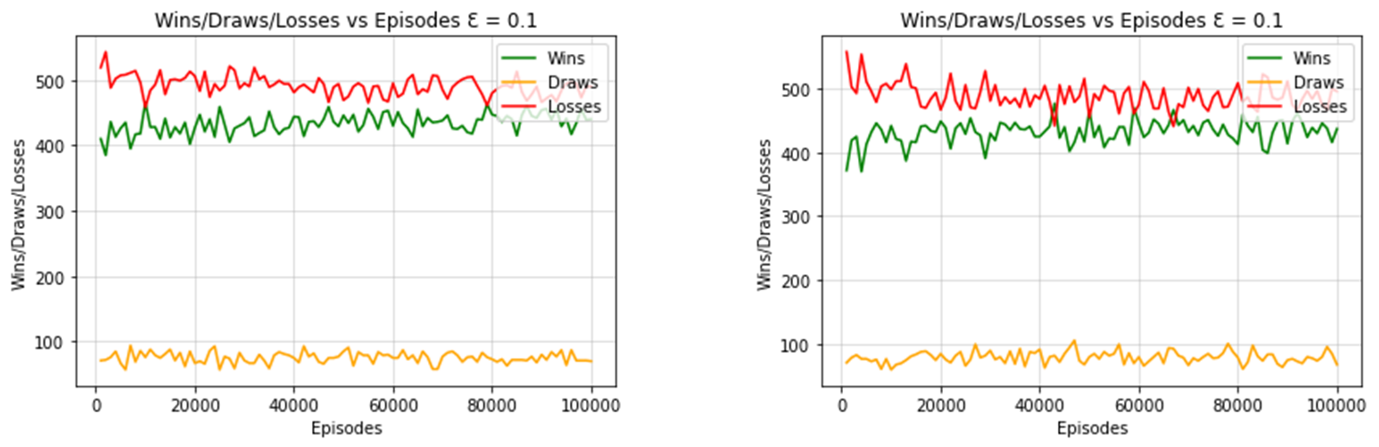 Wins/Draws/Losses vs Episodes Ɛ = 0.1
Wins
Draws
Losses
500
400
300
200
100
Wins/Draws/Losses
0 20000 40000 60000 80000 100000
Episodes
Wins/Draws/Losses vs Episodes Ɛ = 0.1
Wins
Draws
Losses
500
400
300
200
100
Wins/Draws/Losses
0 20000 40000 60000 80000 100000
Episodes